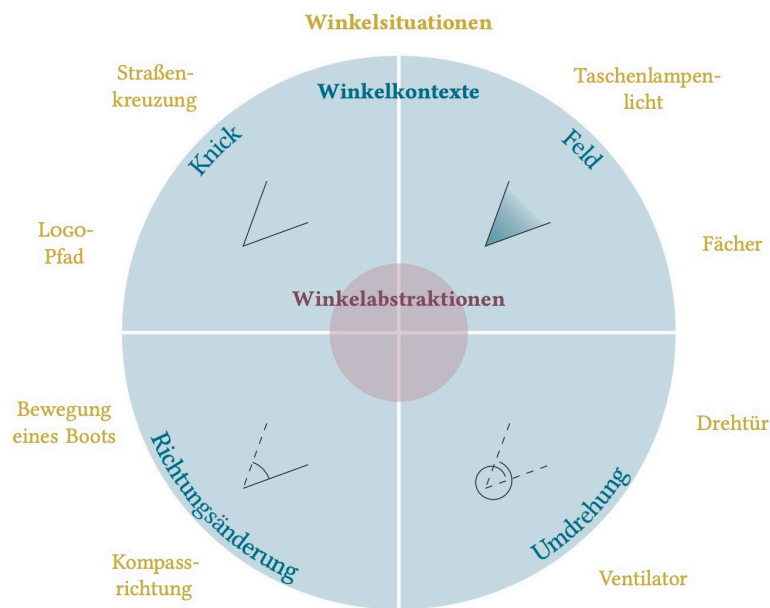 Winkelsituationen
Straßen-
kreuzung
Taschenlampen-
licht
Winkelkontexte
Knick
Feld
LOGO-
Pfad
Fächer
Winkelabstraktionen
Bewegung
eines Boots
Drehtür
Richtungsänderung
Umdrehung
Kompass-
richtung
Ventilator